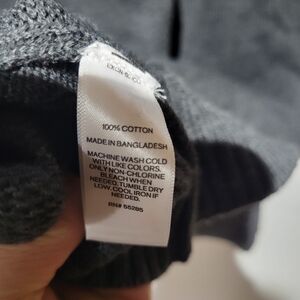 100% COTTON
MADE IN BANGLADESH
MACHINE WASH COLD
WITH LIKE COLORS.
ONLY NON-CHLORINE
BLEACH WHEN
NEEDED. TUMBLE DRY
LOW. COOL IRON IF
NEEDED.
RN# 55285